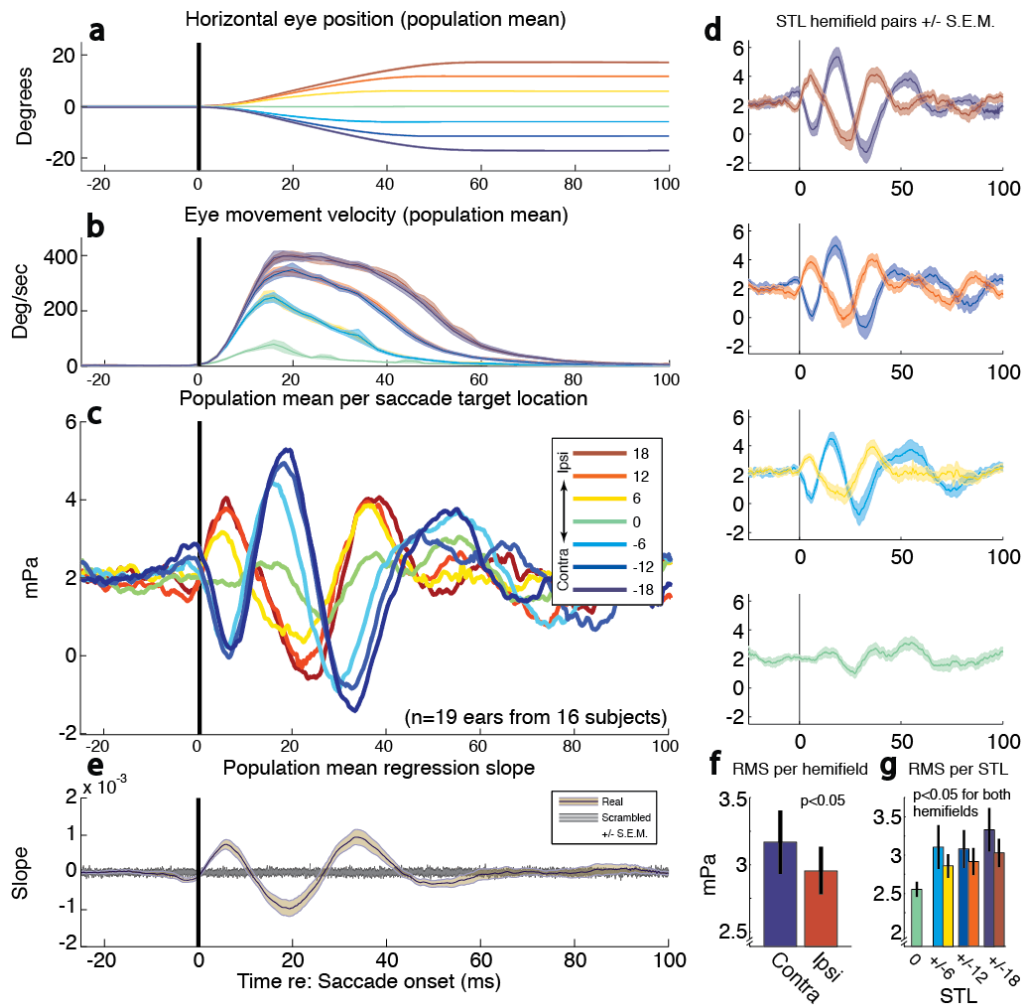 a
Horizontal eye position (population mean)
Degrees
20
0
-20
-20 0 20 40 60 80 100
b
Eye movement velocity (population mean)
Deg/sec
400
200
0
-20 0 20 40 60 80 100
c
Population mean per saccade target location
mPa
6
4
2
0
-2
Ipsi
Contra
18
12
6
0
-6
-12
-18
(n=19 ears from 16 subjects)
-20 0 20 40 60 80 100
e
Population mean regression slope
x 10-3
Slope
2
1
0
-1
-2
Real
Scrambled
+/- S.E.M.
-20 0 20 40 60 80 100
Time re: Saccade onset (ms)
d
STL hemifield pairs +/- S.E.M.
6
4
2
0
-2
0 50 100
6
4
2
0
-2
0 50 100
6
4
2
0
-2
0 50 100
6
4
2
0
-2
0 50 100
f
RMS per hemifield
p<0.05
mPa
3.5
3
2.5
Contra
Ipsi
g
RMS per STL
p<0.05 for both
hemifields
3.5
3
2.5
2
0
+/-6
+/-12
+/-18
STL